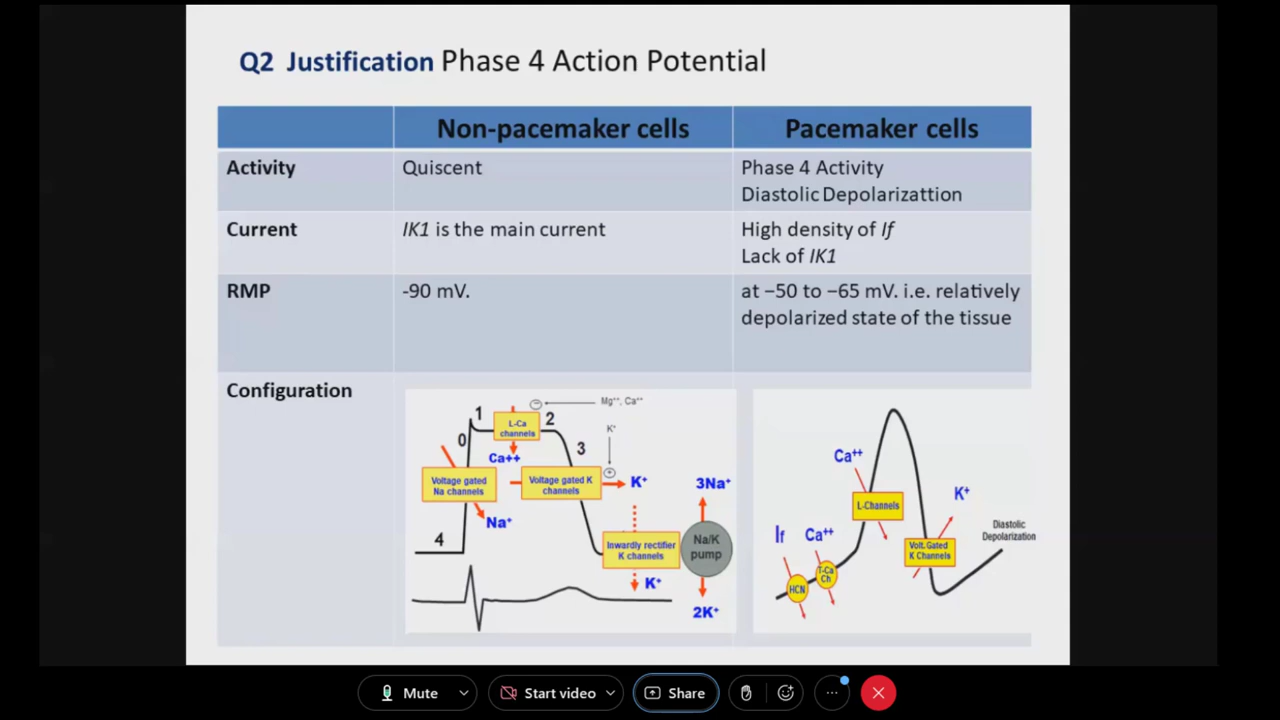 Q2 Justification Phase 4 Action Potential
Non-pacemaker cells
Pacemaker cells
Activity
Quiscent
Phase 4 Activity
Diastolic Depolarizattion
Current
IK1 is the main current
High density of If
Lack of IK1
RMP
-90 mV.
at −50 to −65 mV. i.e. relatively
depolarized state of the tissue
Configuration
Mg⁺⁺, Ca⁺⁺
1
L-Ca
channels
2
K⁺
0
3
Ca++
Voltage gated
Na channels
Voltage gated K
channels
K⁺
3Na⁺
Na⁺
4
Inwardly rectifier
K channels
Na/K
pump
K⁺
2K⁺
Ca⁺⁺
L-Channels
K⁺
If
Ca⁺⁺
Diastolic
Depolarization
Volt. Gated
K Channels
HCN
T-Ca
Ch
Mute
Start video
Share